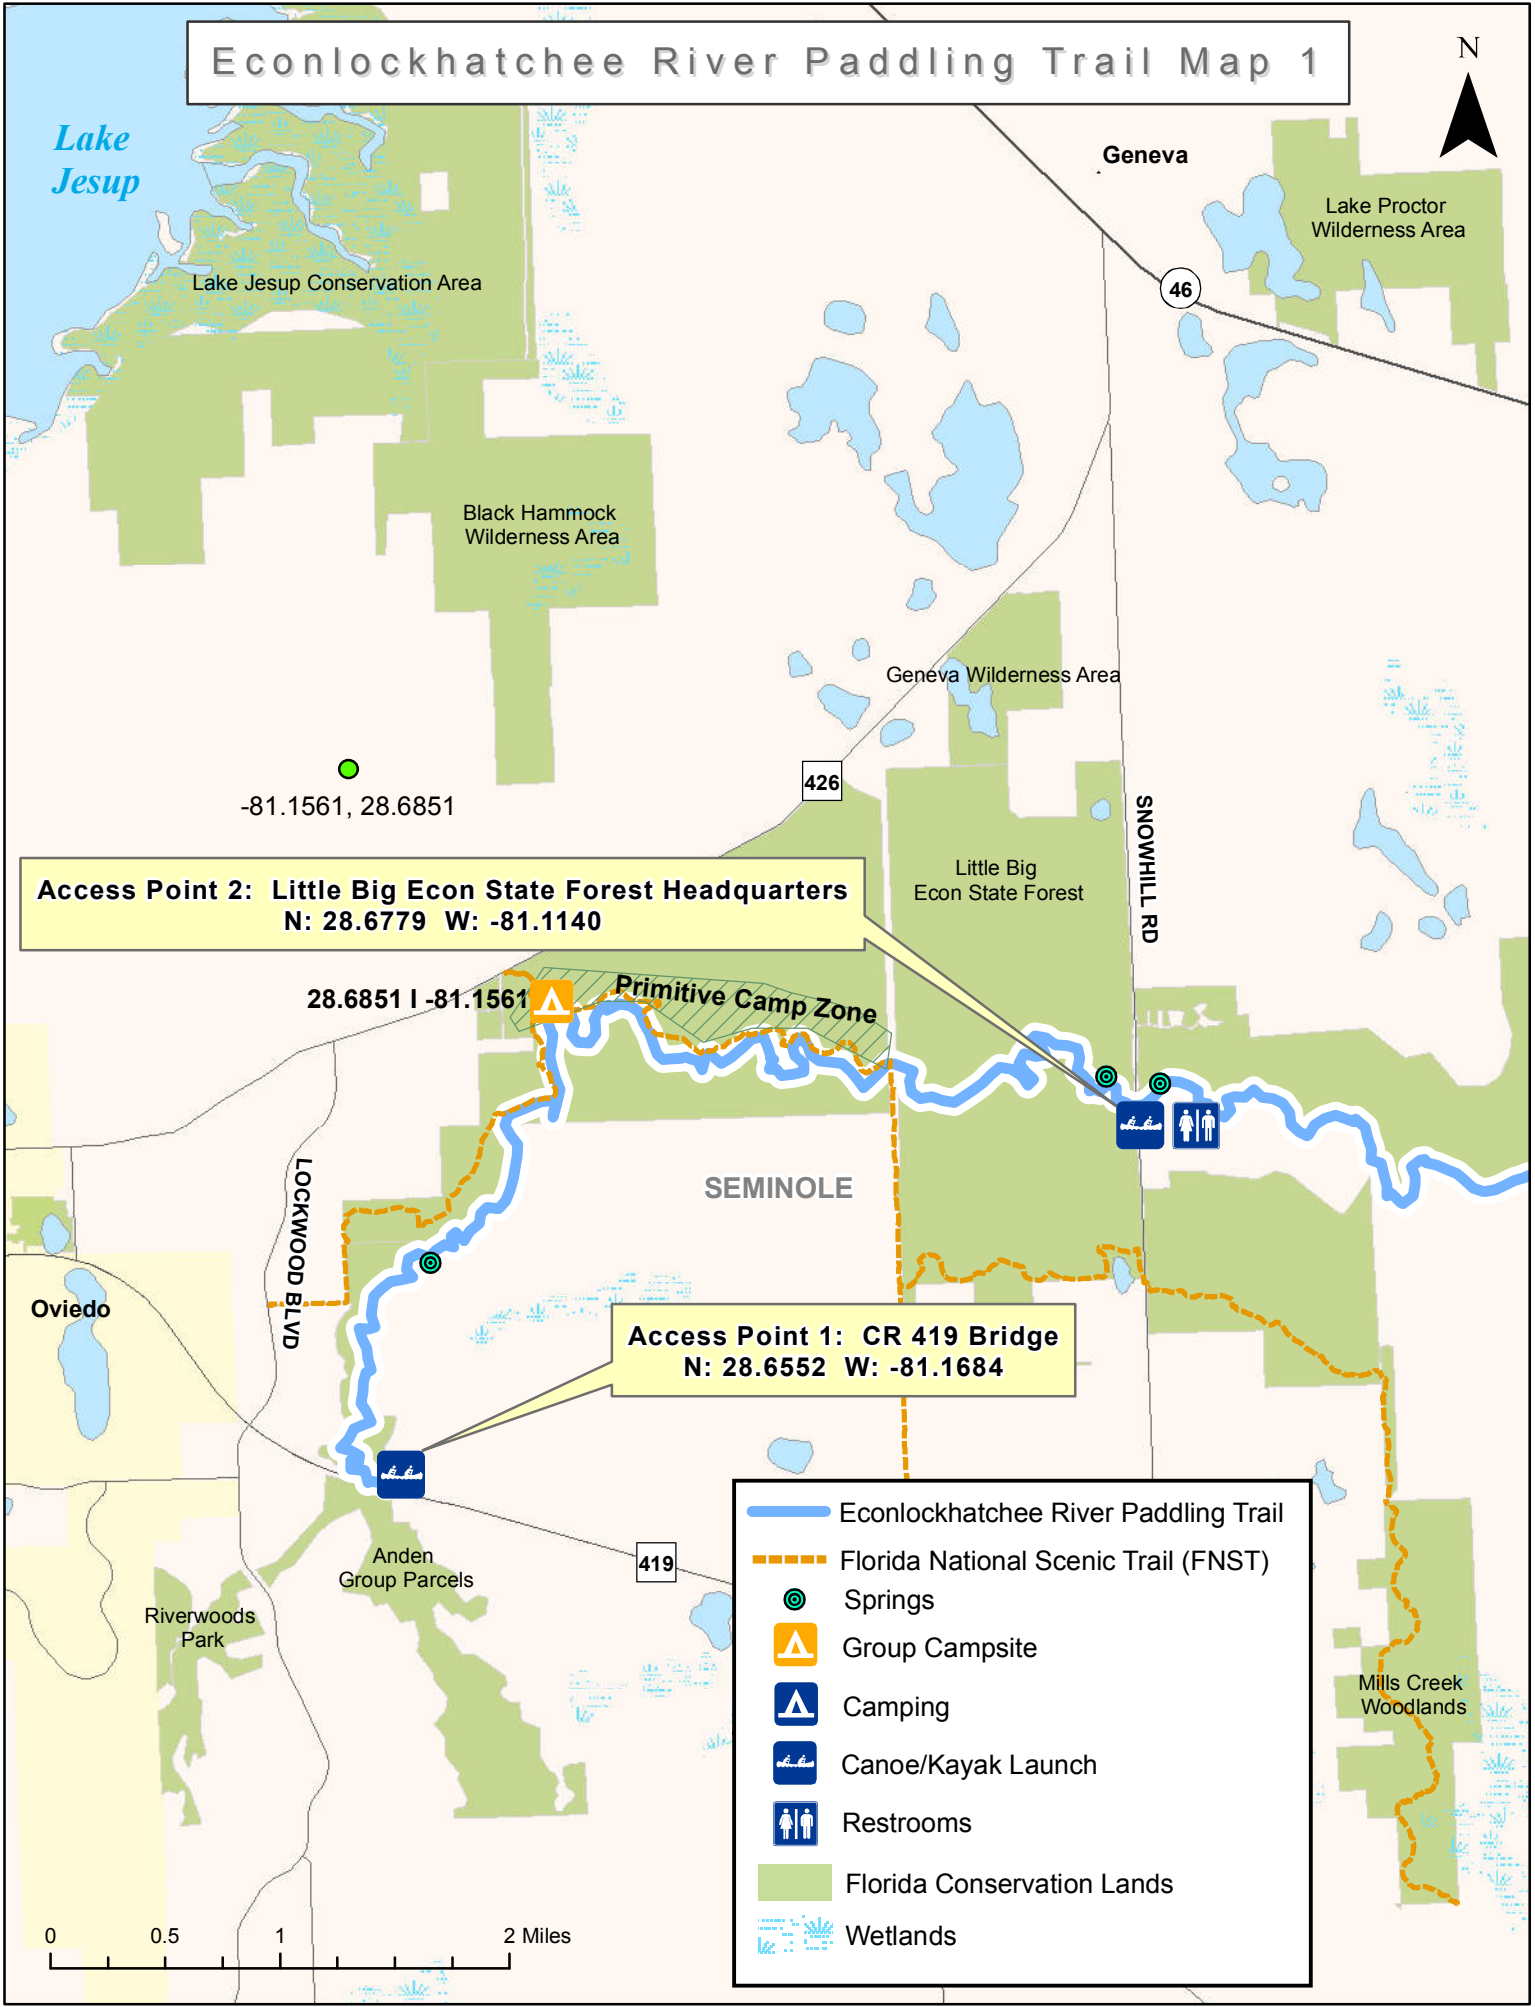 Econlockhatchee River Paddling Trail Map 1
N
Lake
Jesup
Geneva
Lake Proctor
Wilderness Area
Lake Jesup Conservation Area
46
Black Hammock
Wilderness Area
Geneva Wilderness Area
426
-81.1561, 28.6851
SNOWHILL RD
Little Big
Econ State Forest
Access Point 2: Little Big Econ State Forest Headquarters
N: 28.6779 W: -81.1140
28.6851 I -81.1561
Primitive Camp Zone
SEMINOLE
LOCKWOOD BLVD
Oviedo
Access Point 1: CR 419 Bridge
N: 28.6552 W: -81.1684
419
Anden
Group Parcels
Riverwoods
Park
Mills Creek
Woodlands
Econlockhatchee River Paddling Trail
Florida National Scenic Trail (FNST)
Springs
Group Campsite
Camping
Canoe/Kayak Launch
Restrooms
Florida Conservation Lands
Wetlands
0 0.5 1 2 Miles